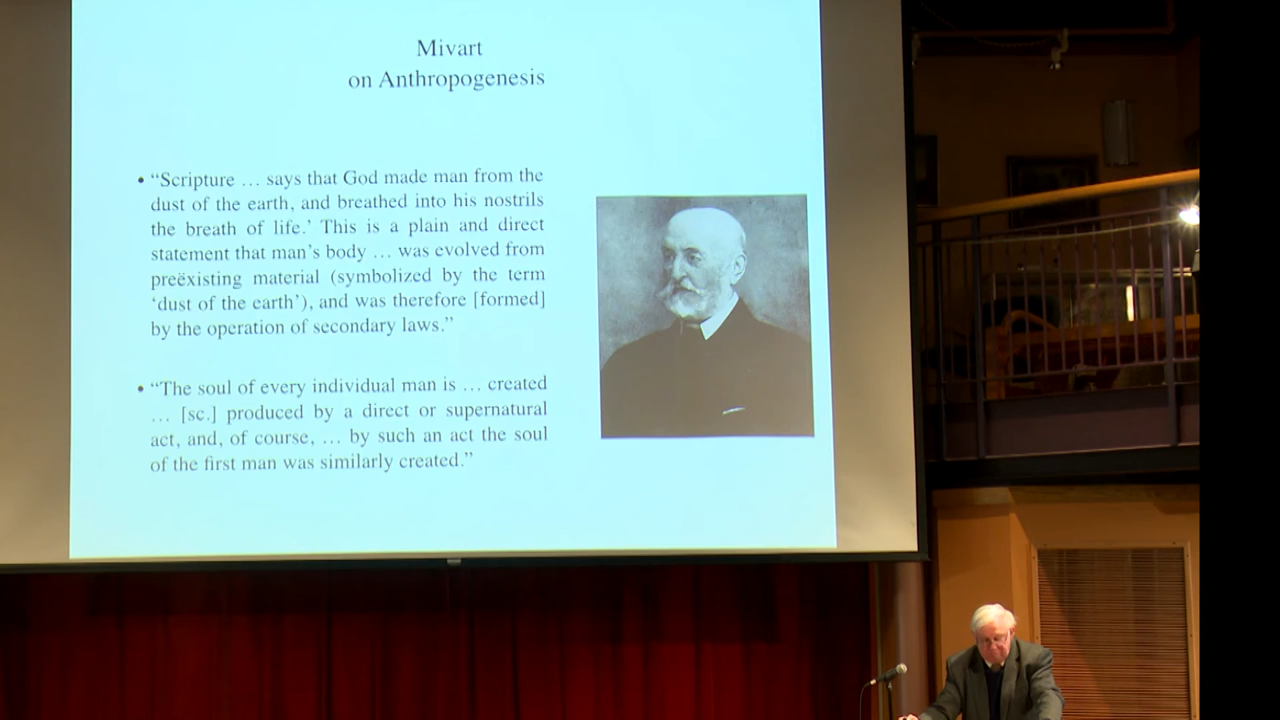 Mivart
on Anthropogenesis
• “Scripture … says that God made man from the
dust of the earth, and breathed into his nostrils
the breath of life.’ This is a plain and direct
statement that man’s body … was evolved from
preëxisting material (symbolized by the term
‘dust of the earth’), and was therefore [formed]
by the operation of secondary laws.”
• “The soul of every individual man is … created
… [sc.] produced by a direct or supernatural
act, and, of course, … by such an act the soul
of the first man was similarly created.”